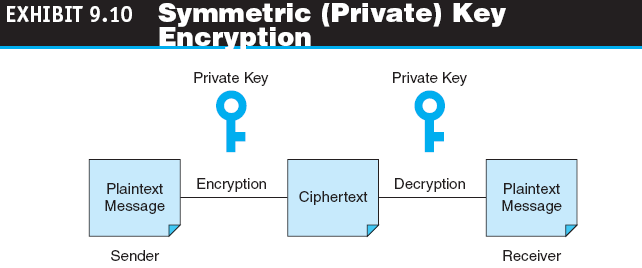 EXHIBIT 9.10 Symmetric (Private) Key
Encryption
Private Key
Private Key
Plaintext
Message
Encryption
Ciphertext
Decryption
Plaintext
Message
Sender
Receiver